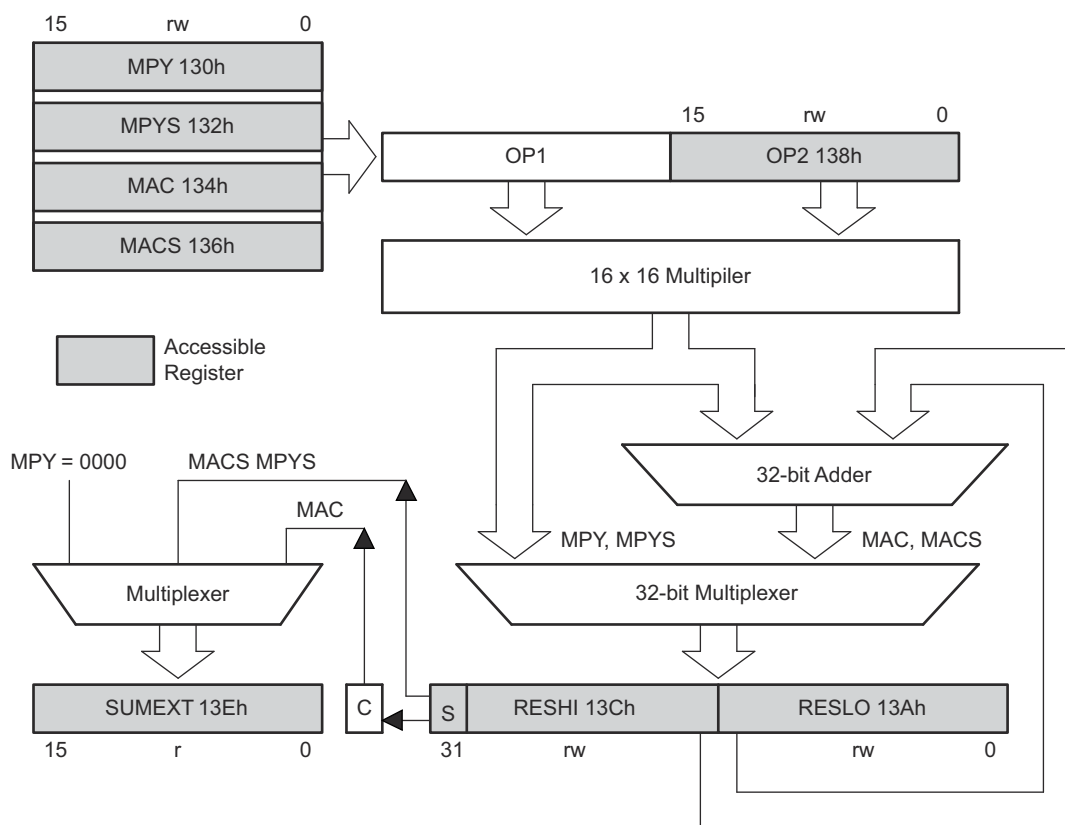 15 rw 0
MPY 130h
MPYS 132h
MAC 134h
MACS 136h
15 rw 0
OP1
OP2 138h
16 x 16 Multipiler
Accessible
Register
32-bit Adder
MPY = 0000
MACS MPYS
MAC
MPY, MPYS
MAC, MACS
Multiplexer
32-bit Multiplexer
SUMEXT 13Eh
C
S
RESHI 13Ch
RESLO 13Ah
15 r 0
31 rw
rw 0